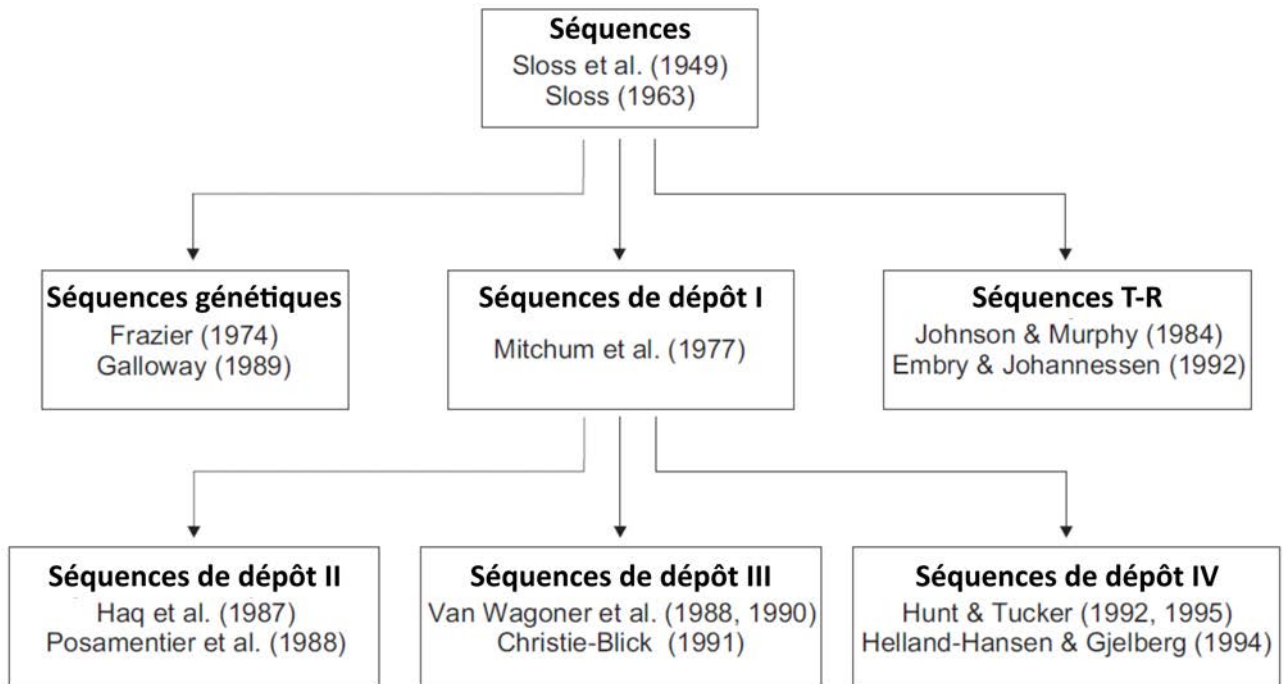 Séquences
Sloss et al. (1949)
Sloss (1963)
Séquences génétiques
Frazier (1974)
Galloway (1989)
Séquences de dépôt I
Mitchum et al. (1977)
Séquences T-R
Johnson & Murphy (1984)
Embry & Johannessen (1992)
Séquences de dépôt II
Haq et al. (1987)
Posamentier et al. (1988)
Séquences de dépôt III
Van Wagoner et al. (1988, 1990)
Christie-Blick (1991)
Séquences de dépôt IV
Hunt & Tucker (1992, 1995)
Helland-Hansen & Gjelberg (1994)